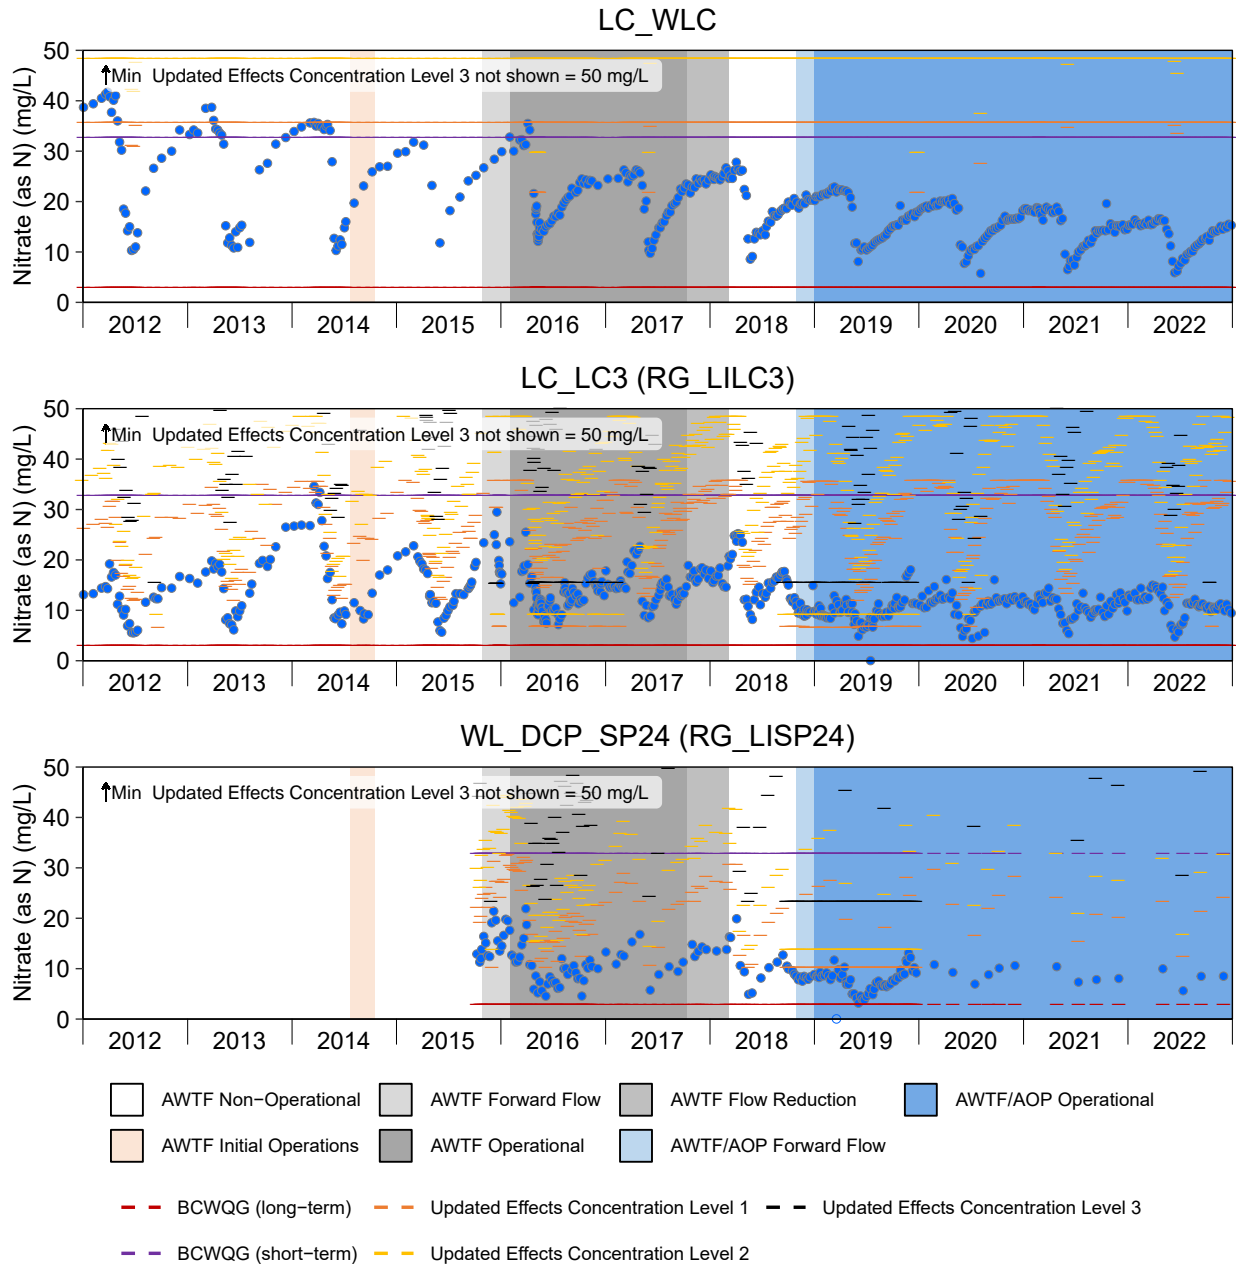 LC_WLC
Nitrate (as N) (mg/L)
50
40
30
20
10
0
Min Updated Effects Concentration Level 3 not shown = 50 mg/L
2012 2013 2014 2015 2016 2017 2018 2019 2020 2021 2022
LC_LC3 (RG_LILC3)
Nitrate (as N) (mg/L)
50
40
30
20
10
0
Min Updated Effects Concentration Level 3 not shown = 50 mg/L
2012 2013 2014 2015 2016 2017 2018 2019 2020 2021 2022
WL_DCP_SP24 (RG_LISP24)
Nitrate (as N) (mg/L)
50
40
30
20
10
0
Min Updated Effects Concentration Level 3 not shown = 50 mg/L
2012 2013 2014 2015 2016 2017 2018 2019 2020 2021 2022
AWTF Non−Operational AWTF Forward Flow AWTF Flow Reduction AWTF/AOP Operational
AWTF Initial Operations AWTF Operational AWTF/AOP Forward Flow
BCWQG (long−term) Updated Effects Concentration Level 1 Updated Effects Concentration Level 3
BCWQG (short−term) Updated Effects Concentration Level 2